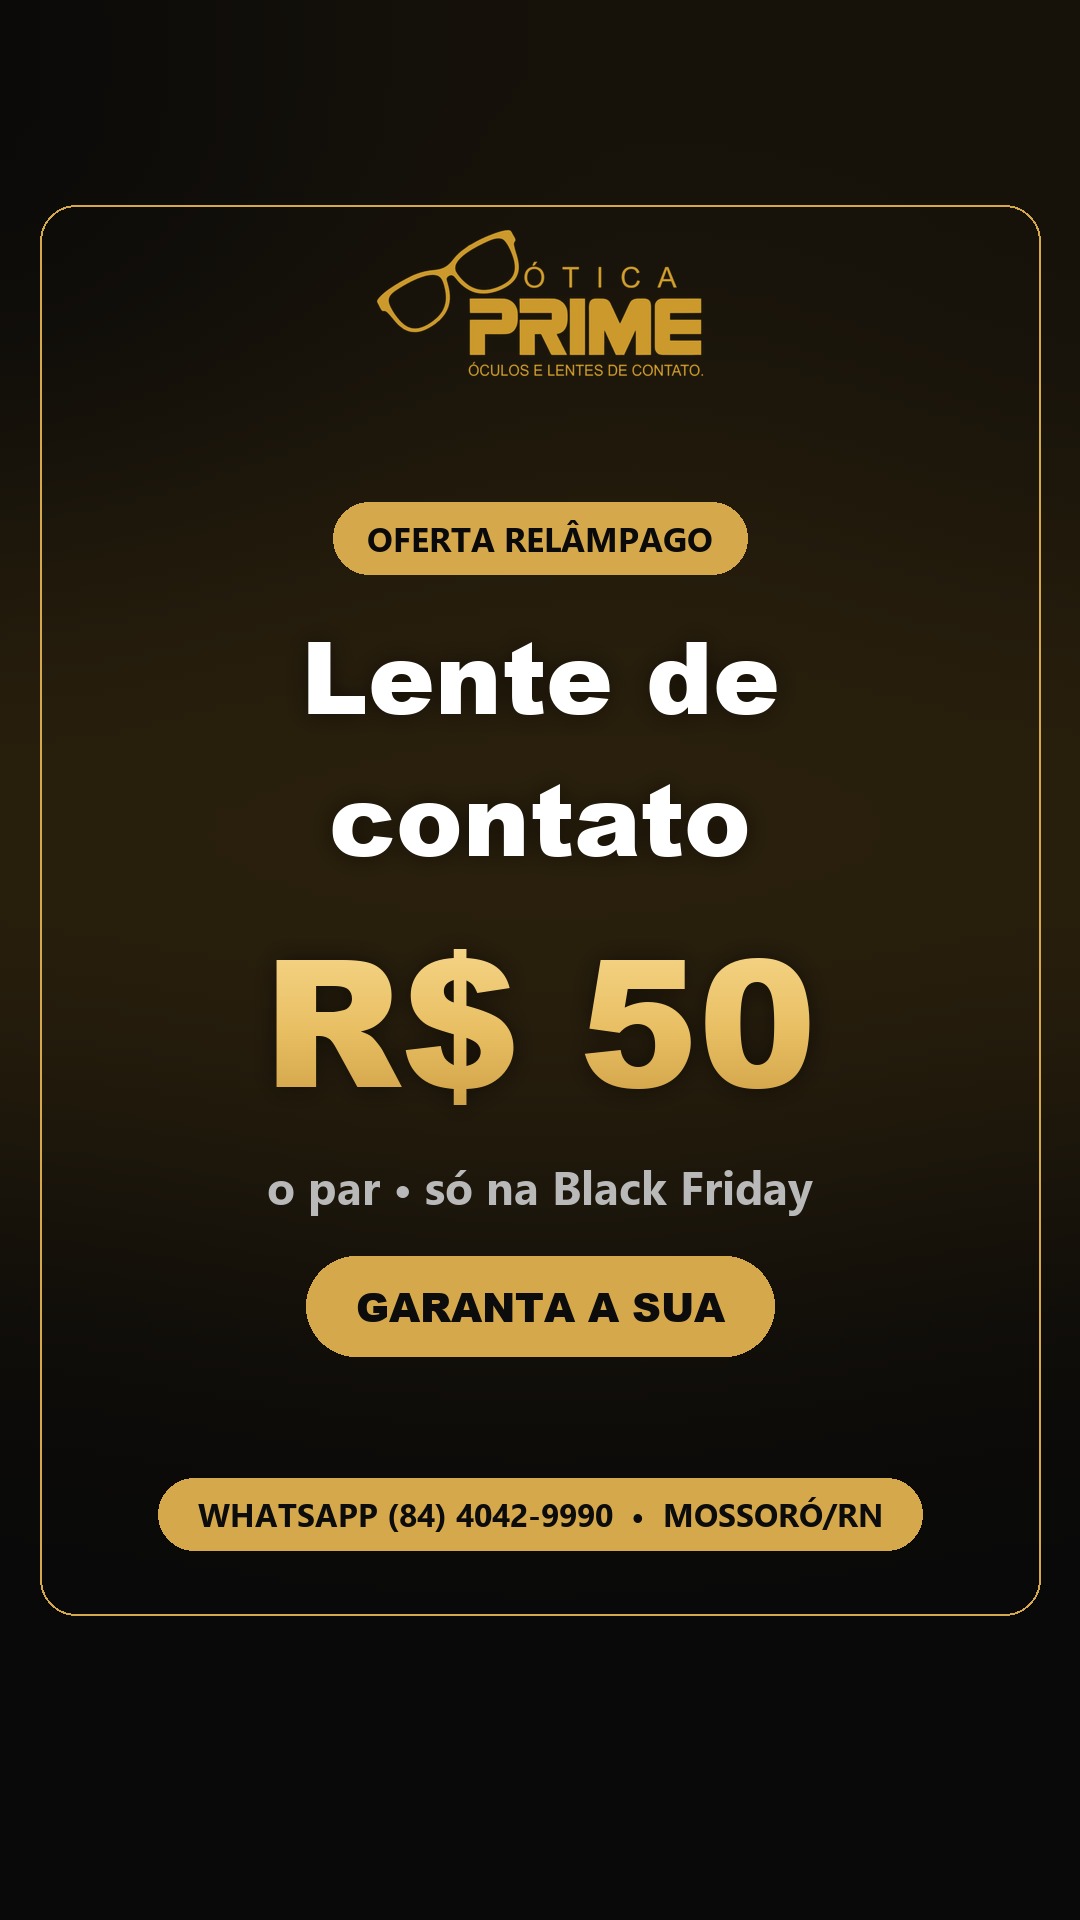 ÓTICA
PRIME
ÓCULOS E LENTES DE CONTATO.
OFERTA RELÂMPAGO
Lente de
contato
R$ 50
o par • só na Black Friday
GARANTA A SUA
WHATSAPP (84) 4042-9990 • MOSSORÓ/RN